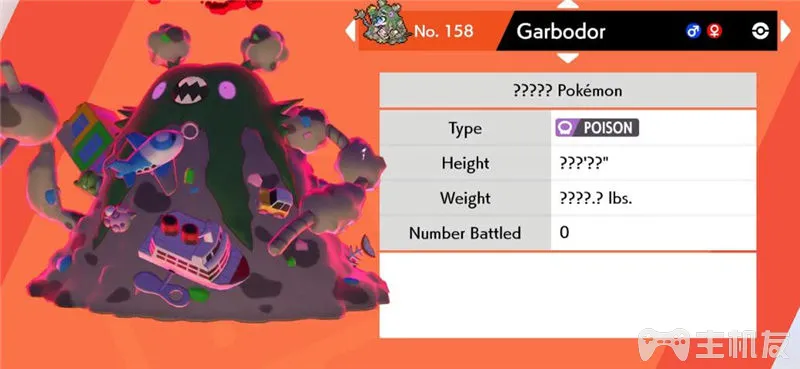 No. 158 Garbodor ♂ ♀
????? Pokémon
Type POISON
Height ???'??"
Weight ????.? lbs.
Number Battled 0
主机友